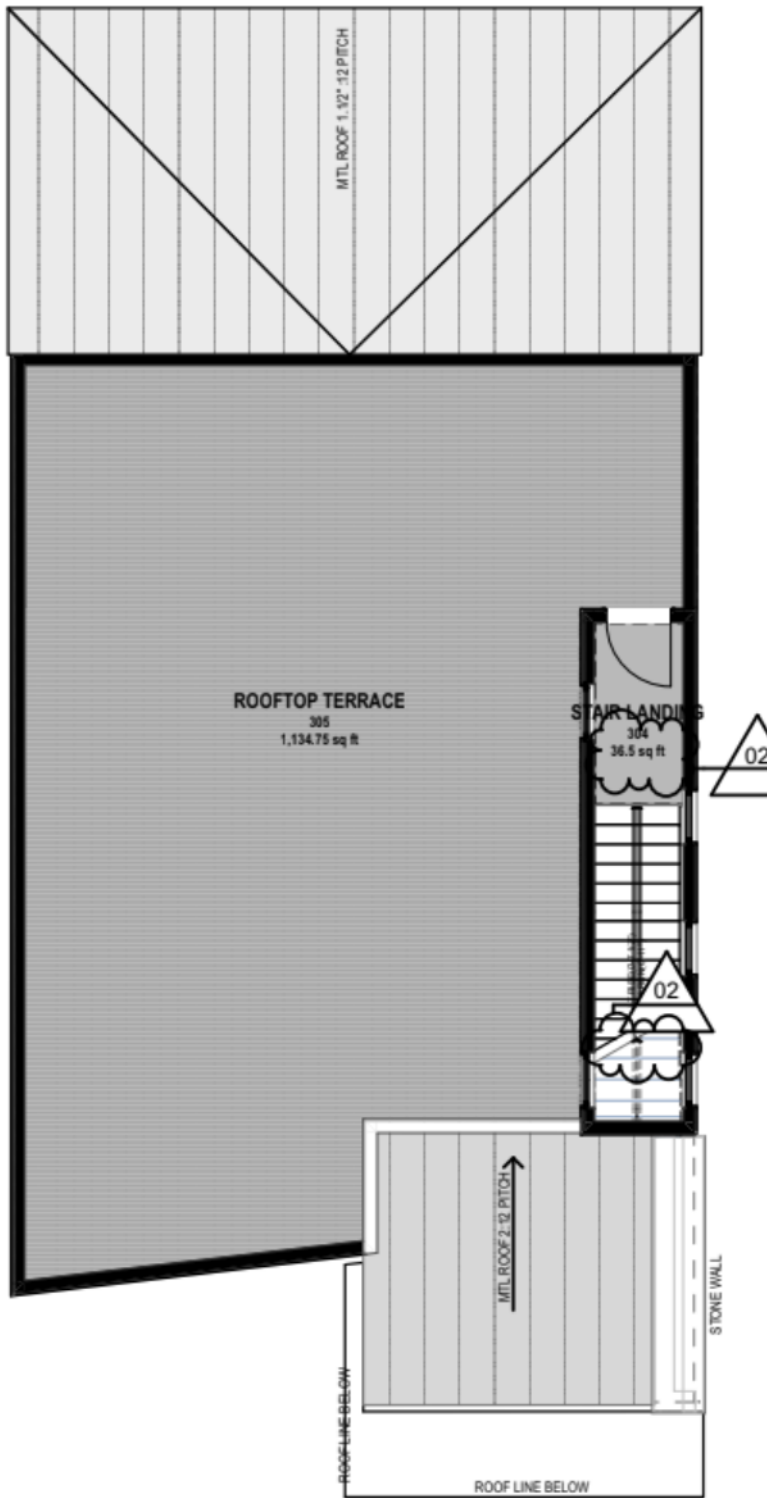 MTL ROOF 1 1/2" :12 PITCH
ROOFTOP TERRACE
305
1,134.75 sq ft
STAIR LANDING
304
36.5 sq ft
02
02
MTL ROOF 2:12 PITCH
STONE WALL
ROOF LINE BELOW
ROOF LINE BELOW